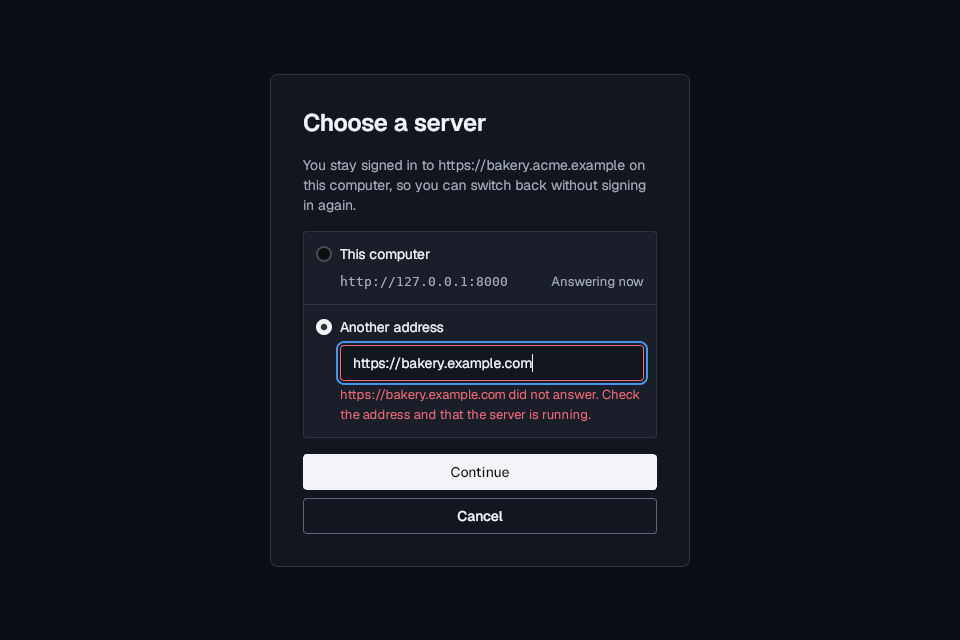 Choose a server
You stay signed in to https://bakery.acme.example on
this computer, so you can switch back without signing
in again.
This computer
http://127.0.0.1:8000
Answering now
Another address
https://bakery.example.com
https://bakery.example.com did not answer. Check
the address and that the server is running.
Continue
Cancel